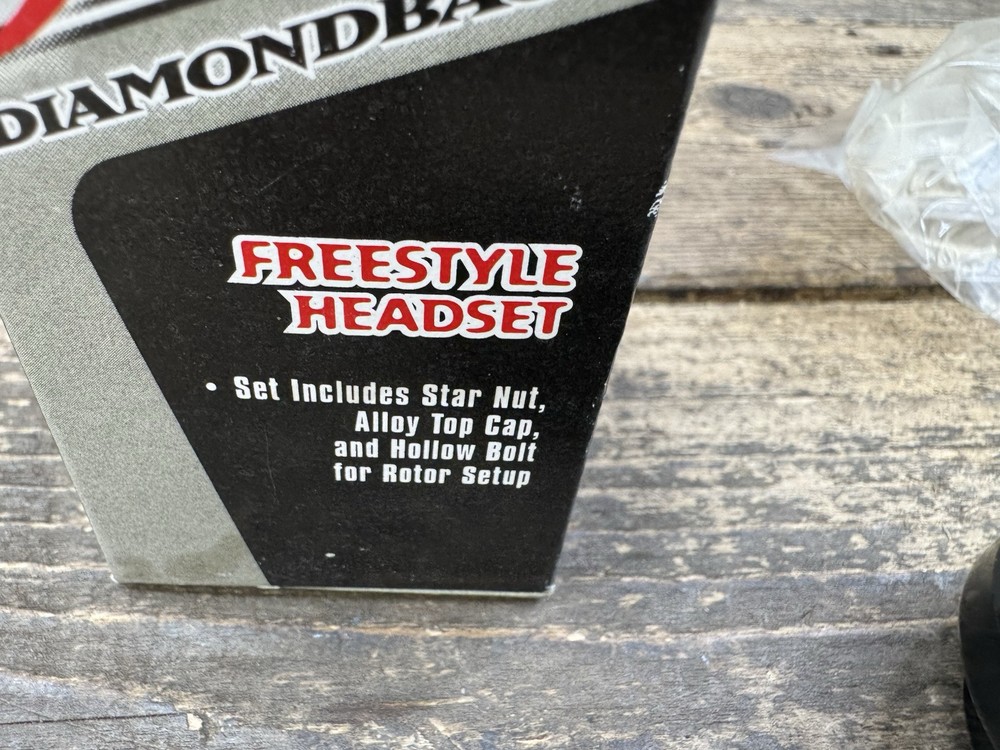 DIAMONDBA
FREESTYLE
HEADSET
• Set Includes Star Nut,
Alloy Top Cap,
and Hollow Bolt
for Rotor Setup